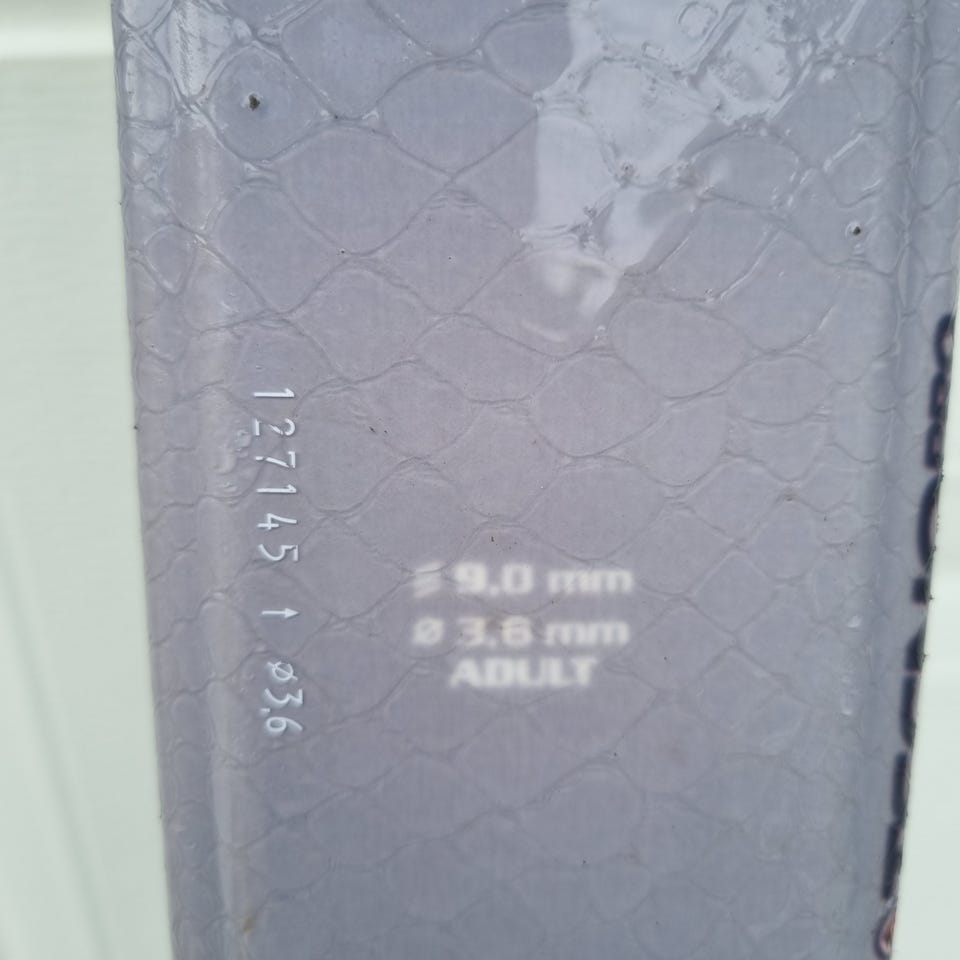 127145 ↑ ø3,6
9.0 mm
ø 3.6 mm
ADULT